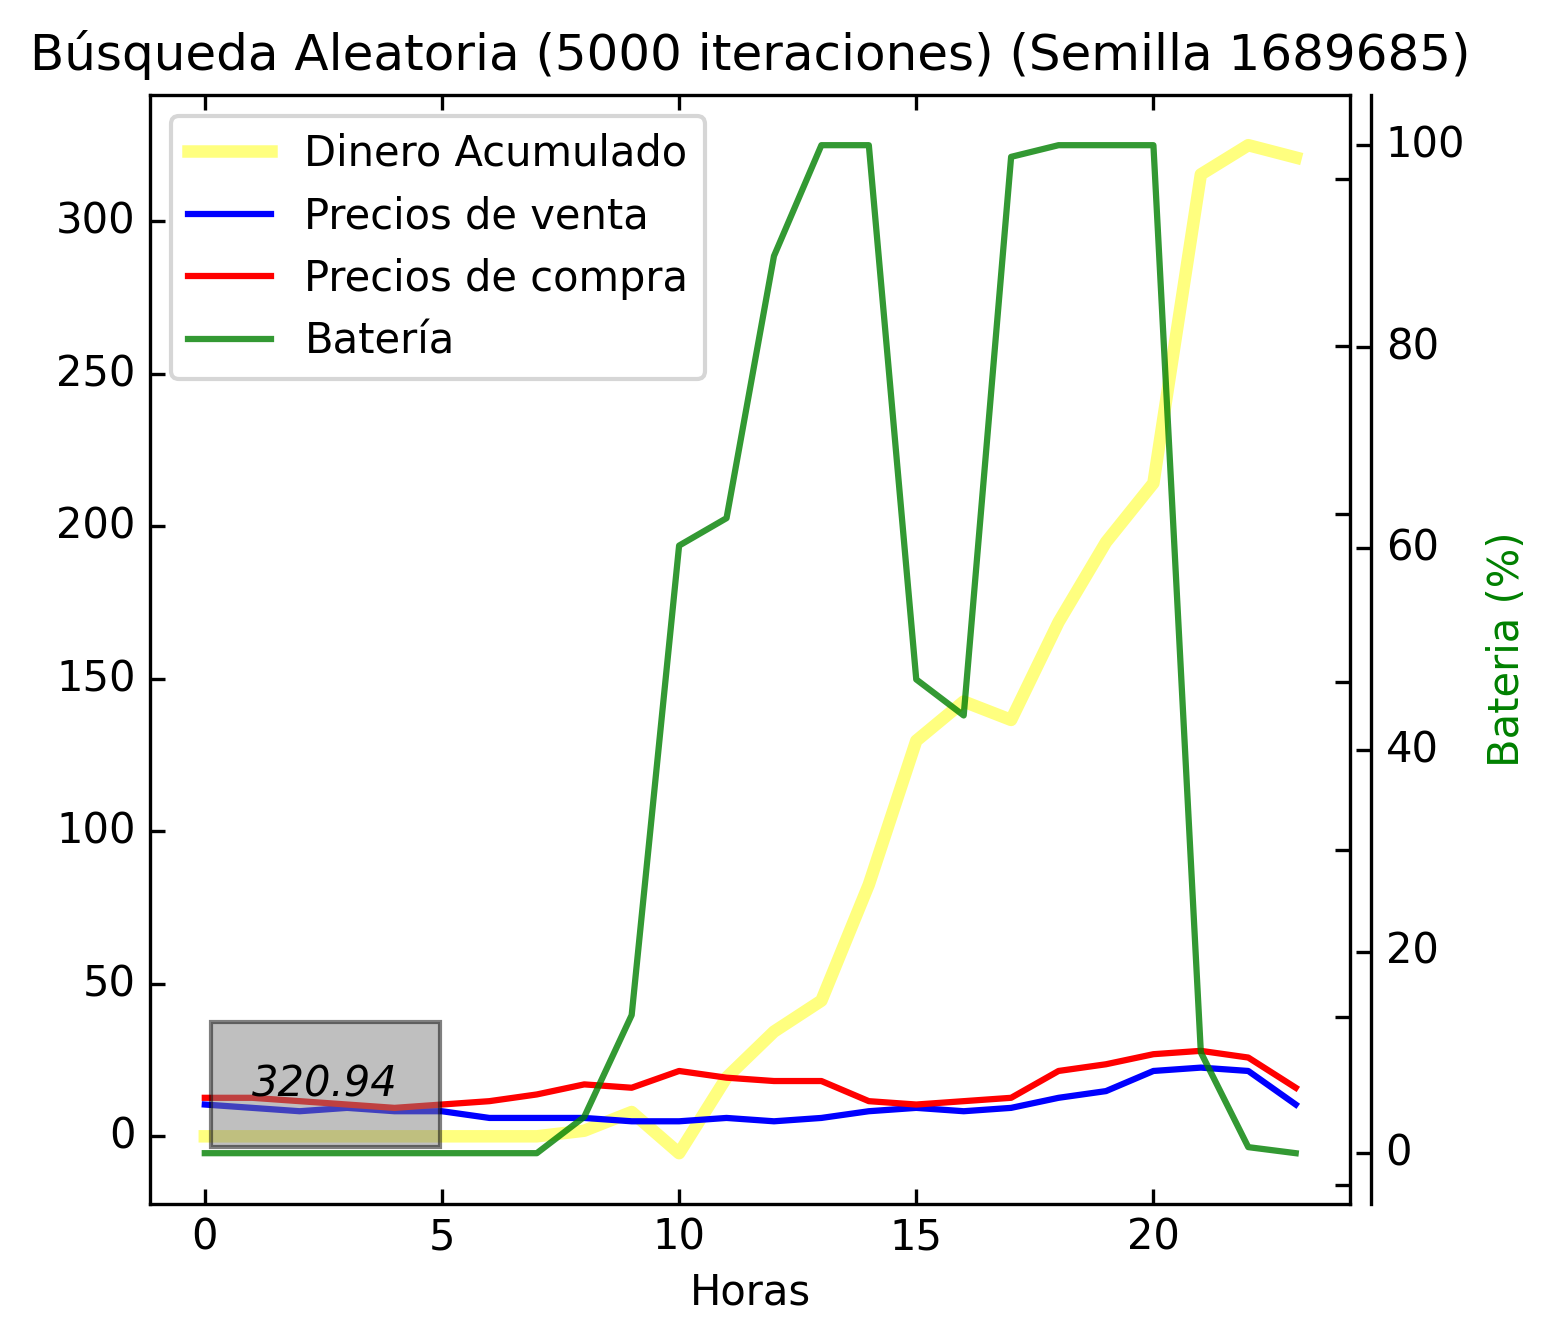 Búsqueda Aleatoria (5000 iteraciones) (Semilla 1689685)
Dinero Acumulado
Precios de venta
Precios de compra
Batería
300
250
200
150
100
50
0
320.94
100
80
60
40
20
0
Bateria (%)
0 5 10 15 20
Horas